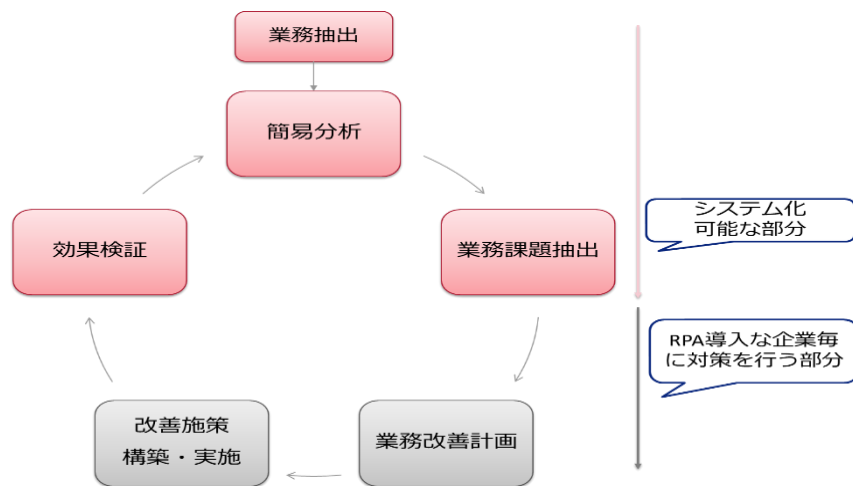 業務抽出
簡易分析
効果検証
業務課題抽出
システム化
可能な部分
RPA導入な企業毎
に対策を行う部分
改善施策
構築・実施
業務改善計画